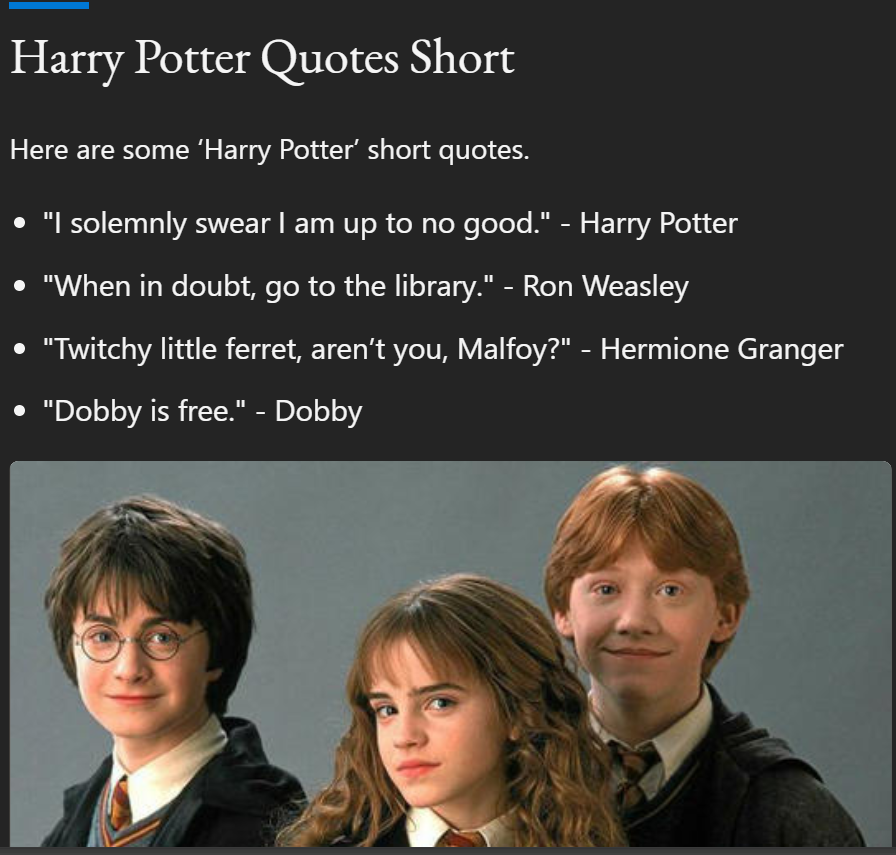 Harry Potter Quotes Short
Here are some ‘Harry Potter’ short quotes.
• "I solemnly swear I am up to no good." - Harry Potter
• "When in doubt, go to the library." - Ron Weasley
• "Twitchy little ferret, aren’t you, Malfoy?" - Hermione Granger
• "Dobby is free." - Dobby